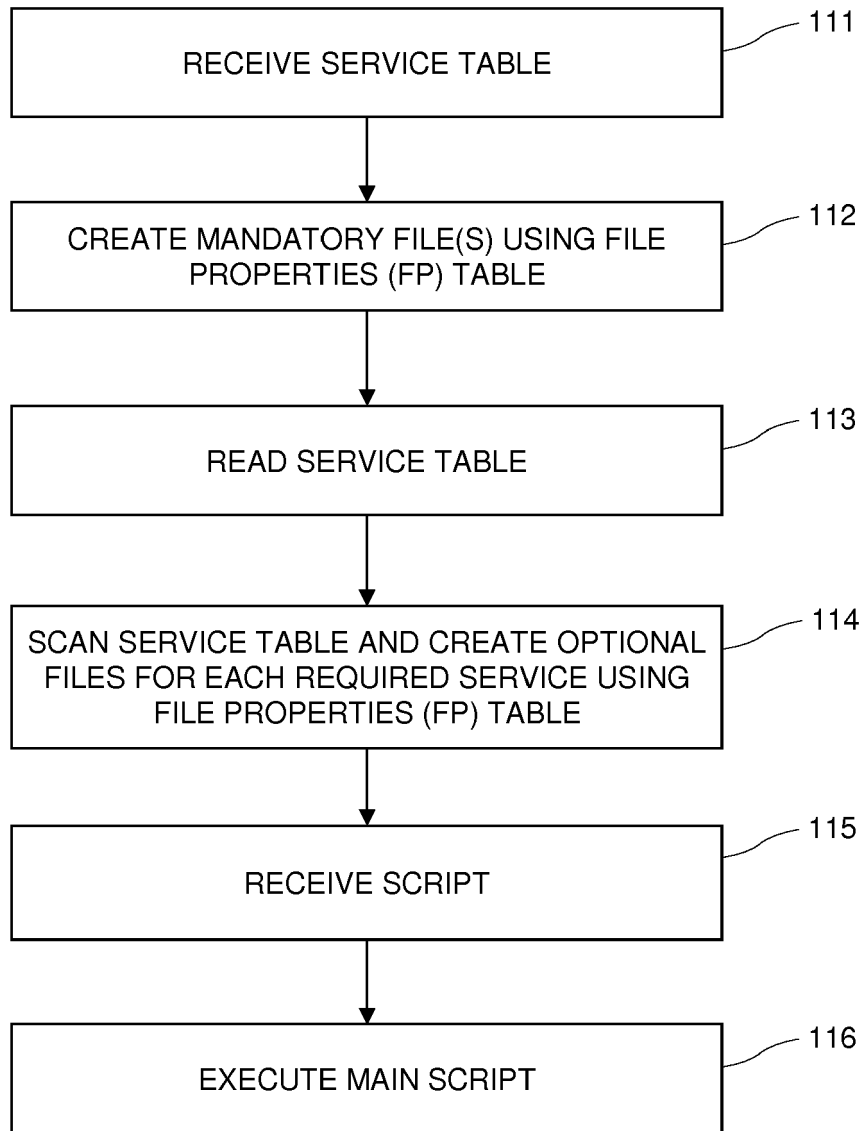 111
RECEIVE SERVICE TABLE
112
CREATE MANDATORY FILE(S) USING FILE
PROPERTIES (FP) TABLE
113
READ SERVICE TABLE
114
SCAN SERVICE TABLE AND CREATE OPTIONAL
FILES FOR EACH REQUIRED SERVICE USING
FILE PROPERTIES (FP) TABLE
115
RECEIVE SCRIPT
116
EXECUTE MAIN SCRIPT